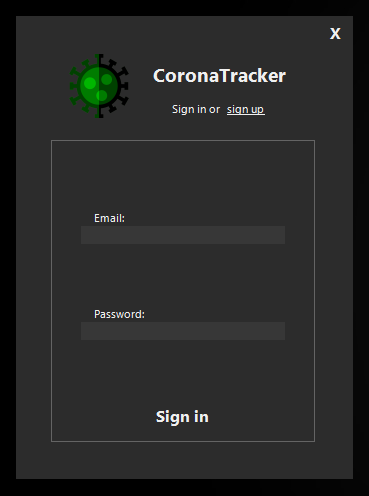 X
CoronaTracker
Sign in or sign up
Email:
Password:
Sign in